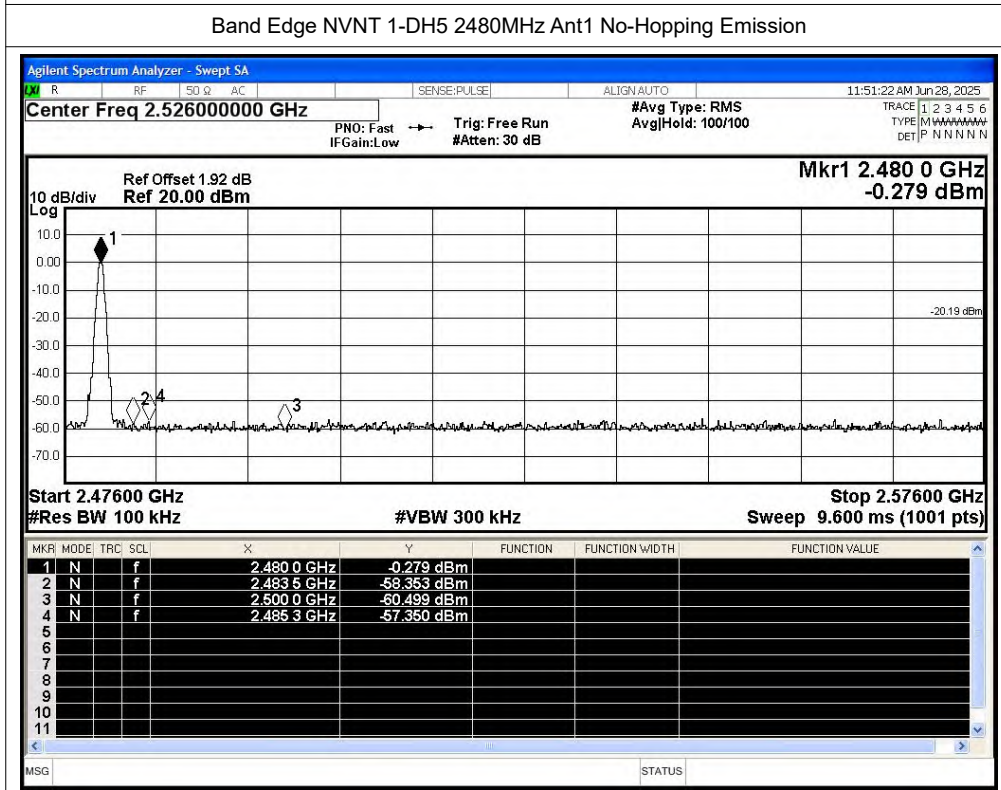 Band Edge NVNT 1-DH5 2480MHz Ant1 No-Hopping Emission
Agilent Spectrum Analyzer - Swept SA
LXI R RF 50 Ω AC SENSE:PULSE ALIGN AUTO 11:51:22 AM Jun 28, 2025
Center Freq 2.526000000 GHz #Avg Type: RMS TRACE 1 2 3 4 5 6
PNO: Fast Trig: Free Run Avg|Hold: 100/100 TYPE M W W W W W
IFGain:Low #Atten: 30 dB DET P N N N N N
Mkr1 2.480 0 GHz
Ref Offset 1.92 dB
10 dB/div Ref 20.00 dBm -0.279 dBm
Log
10.0
1
0.00
-10.0
-20.0
-20.19 dBm
-30.0
-40.0
-50.0
2 4
3
-60.0
-70.0
Start 2.47600 GHz Stop 2.57600 GHz
#Res BW 100 kHz #VBW 300 kHz Sweep 9.600 ms (1001 pts)
MKR MODE TRC SCL X Y FUNCTION FUNCTION WIDTH FUNCTION VALUE
1 N f 2.480 0 GHz -0.279 dBm
2 N f 2.483 5 GHz -58.353 dBm
3 N f 2.500 0 GHz -60.499 dBm
4 N f 2.485 3 GHz -57.350 dBm
5
6
7
8
9
10
11
MSG STATUS